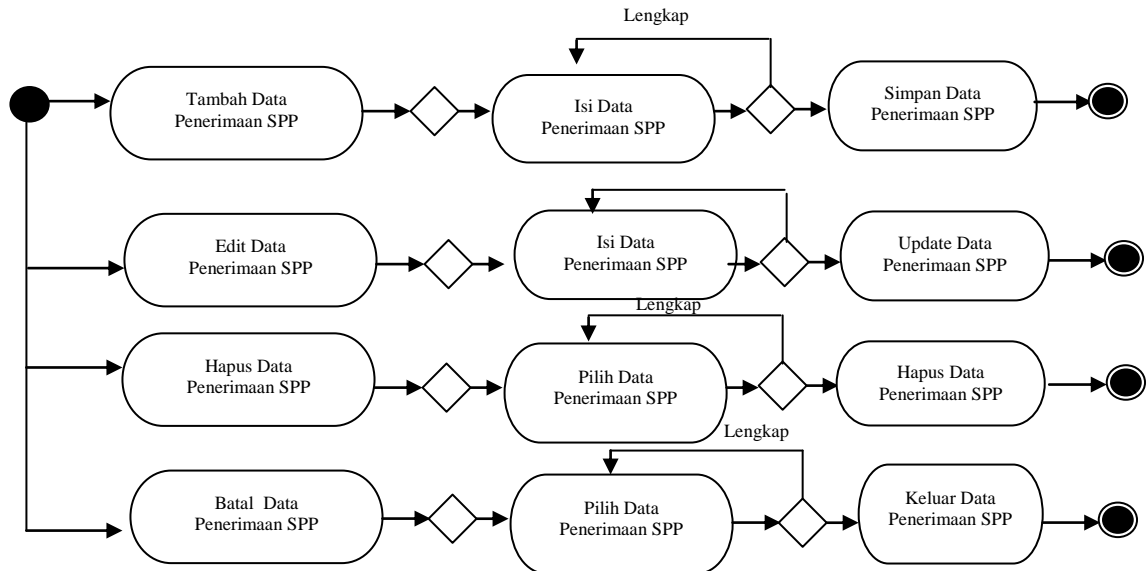 Lengkap
Tambah Data
Penerimaan SPP
Isi Data
Penerimaan SPP
Simpan Data
Penerimaan SPP
Edit Data
Penerimaan SPP
Isi Data
Penerimaan SPP
Update Data
Penerimaan SPP
Lengkap
Hapus Data
Penerimaan SPP
Pilih Data
Penerimaan SPP
Hapus Data
Penerimaan SPP
Lengkap
Batal Data
Penerimaan SPP
Pilih Data
Penerimaan SPP
Keluar Data
Penerimaan SPP